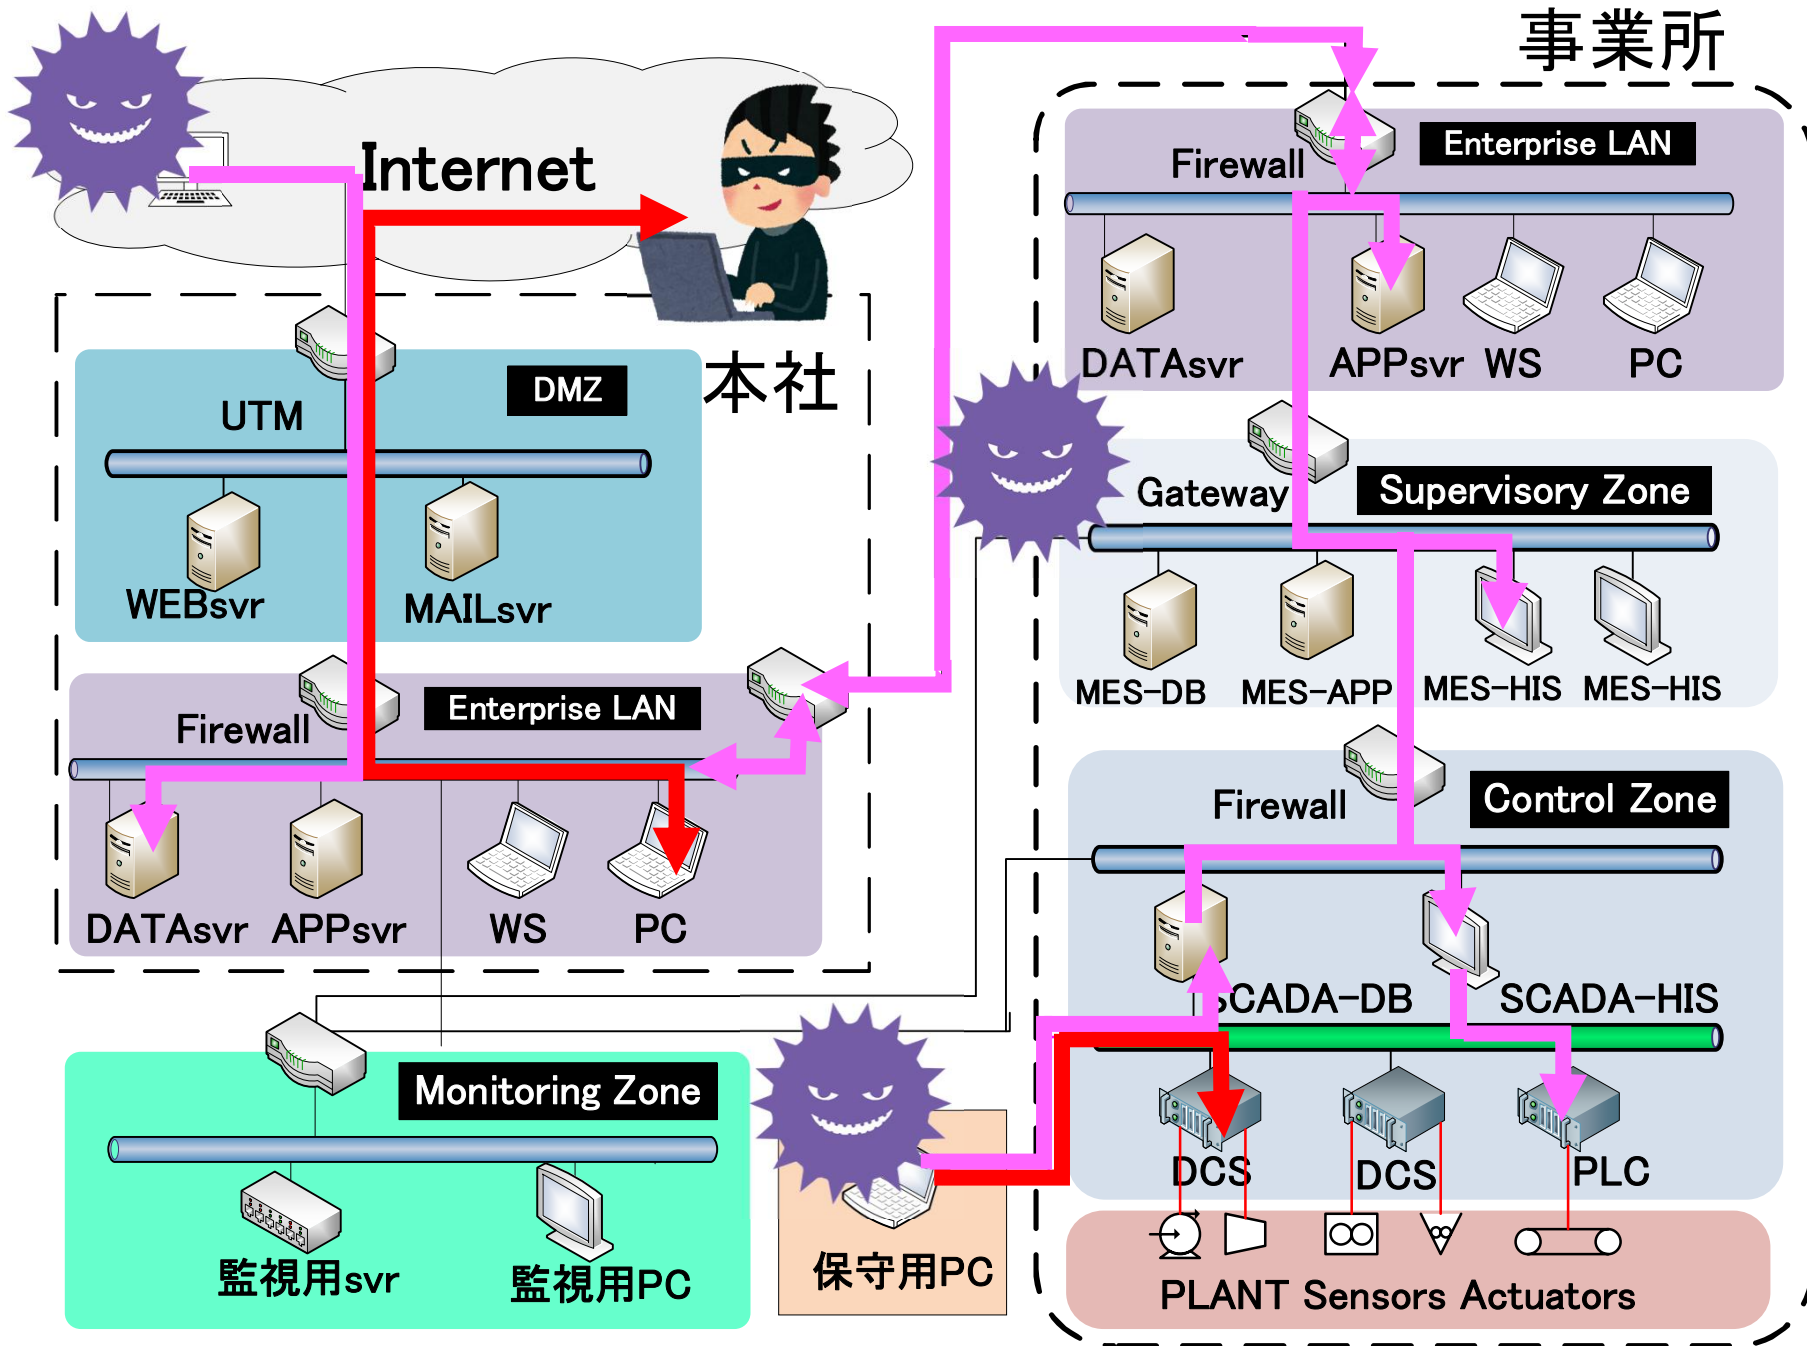 事業所
Internet
Firewall
Enterprise LAN
DATAsvr
APPsvr
WS
PC
本社
UTM
DMZ
WEBsvr
MAILsvr
Gateway
Supervisory Zone
MES-DB
MES-APP
MES-HIS
MES-HIS
Firewall
Enterprise LAN
DATAsvr
APPsvr
WS
PC
Firewall
Control Zone
SCADA-DB
SCADA-HIS
DCS
DCS
PLC
Monitoring Zone
監視用svr
監視用PC
保守用PC
PLANT Sensors Actuators